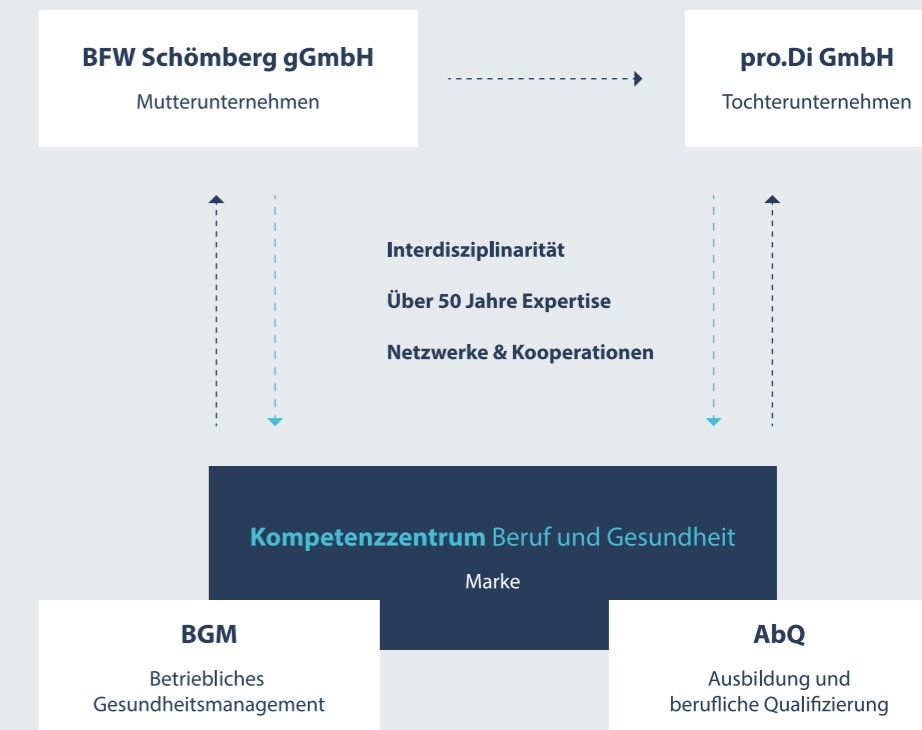 BFW Schömberg gGmbH
Mutterunternehmen
pro.Di GmbH
Tochterunternehmen
Interdisziplinarität
Über 50 Jahre Expertise
Netzwerke & Kooperationen
Kompetenzzentrum Beruf und Gesundheit
Marke
BGM
Betriebliches
Gesundheitsmanagement
AbQ
Ausbildung und
berufliche Qualifizierung